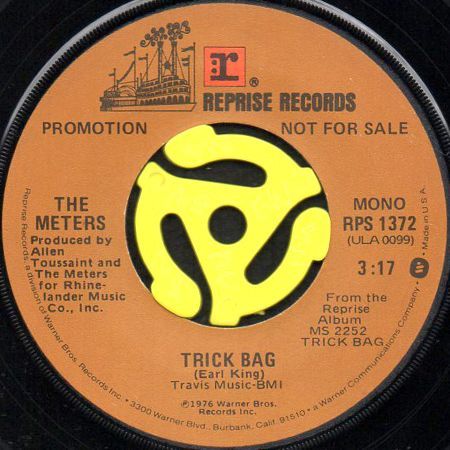 r®
REPRISE RECORDS
PROMOTION
NOT FOR SALE
THE
METERS
Produced by
Allen
Toussaint and
The Meters
for Rhine-
lander Music
Co., Inc.
MONO
RPS 1372
(ULA 0099)
3:17
From the
Reprise
Album
MS 2252
TRICK BAG
TRICK BAG
(Earl King)
Travis Music-BMI
℗1976 Warner Bros.
Records Inc.
Reprise Records, a division of Warner Bros. Records Inc. • 3300 Warner Blvd., Burbank, Calif. 91510 • a Warner Communications Company • Made in U.S.A.